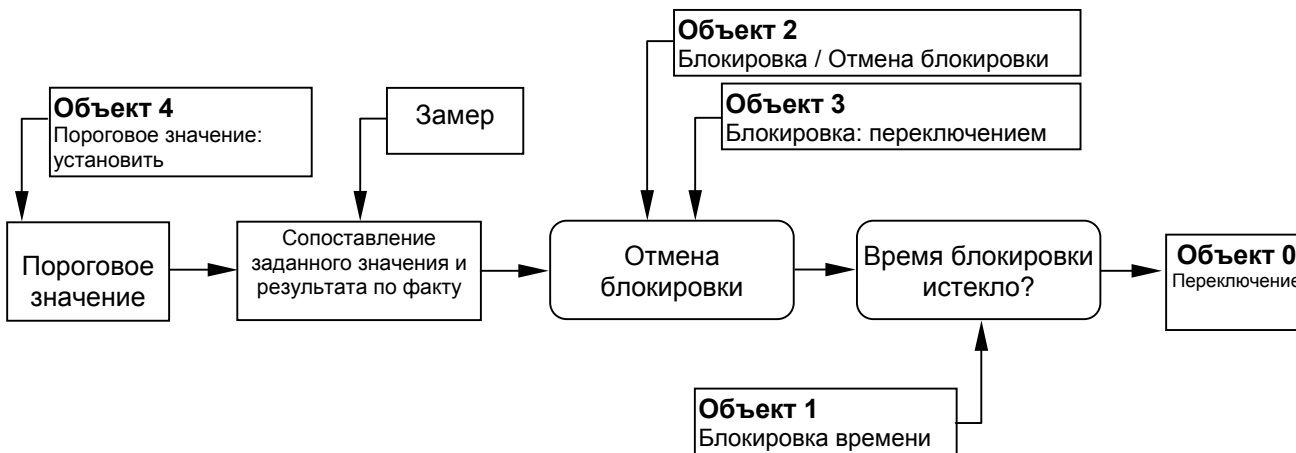 Объект 2
Блокировка / Отмена блокировки
Объект 4
Пороговое значение:
установить
Замер
Объект 3
Блокировка: переключением
Пороговое
значение
Сопоставление
заданного значения и
результата по факту
Отмена
блокировки
Время блокировки
истекло?
Объект 0
Переключение
Объект 1
Блокировка времени